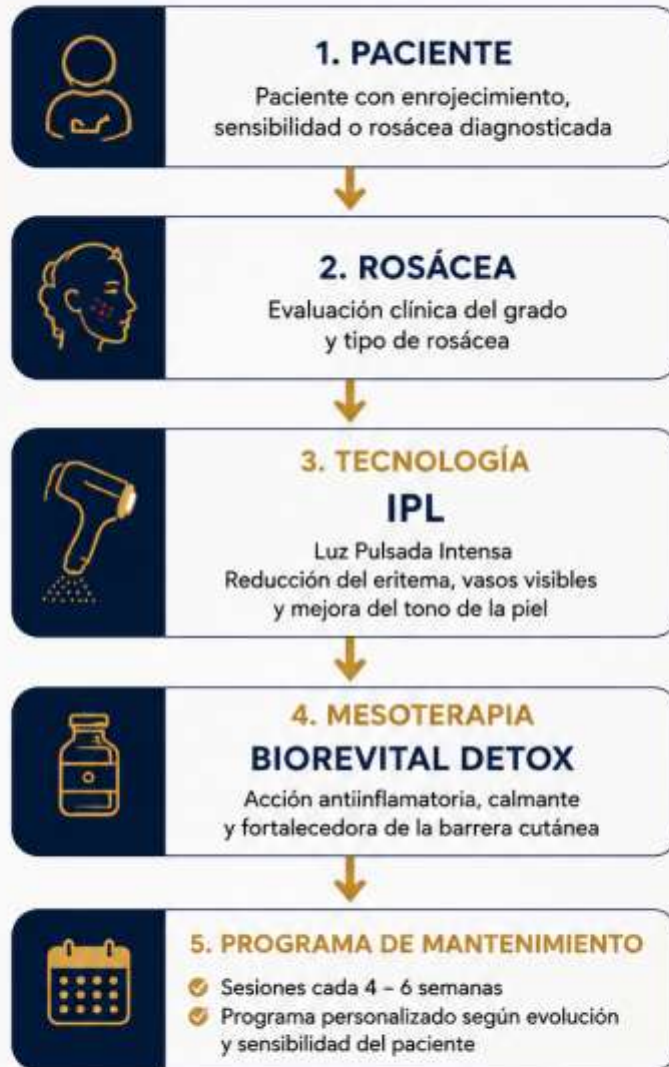 1. PACIENTE
Paciente con enrojecimiento,
sensibilidad o rosácea diagnosticada
2. ROSÁCEA
Evaluación clínica del grado
y tipo de rosácea
3. TECNOLOGÍA
IPL
Luz Pulsada Intensa
Reducción del eritema, vasos visibles
y mejora del tono de la piel
4. MESOTERAPIA
BIOREVITAL DETOX
Acción antiinflamatoria, calmante
y fortalecedora de la barrera cutánea
5. PROGRAMA DE MANTENIMIENTO
Sesiones cada 4 – 6 semanas
Programa personalizado según evolución
y sensibilidad del paciente